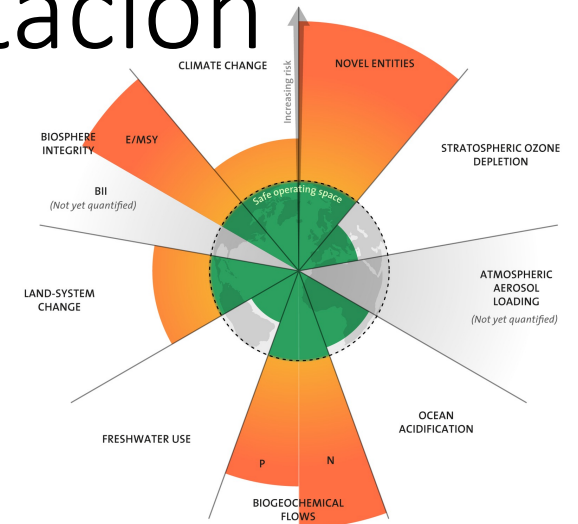 CLIMATE CHANGE
NOVEL ENTITIES
Increasing risk
BIOSPHERE
INTEGRITY
E/MSY
STRATOSPHERIC OZONE
DEPLETION
Safe operating space
BII
(Not yet quantified)
ATMOSPHERIC
AEROSOL
LOADING
(Not yet quantified)
LAND-SYSTEM
CHANGE
OCEAN
ACIDIFICATION
FRESHWATER USE
P
N
BIOGEOCHEMICAL
FLOWS